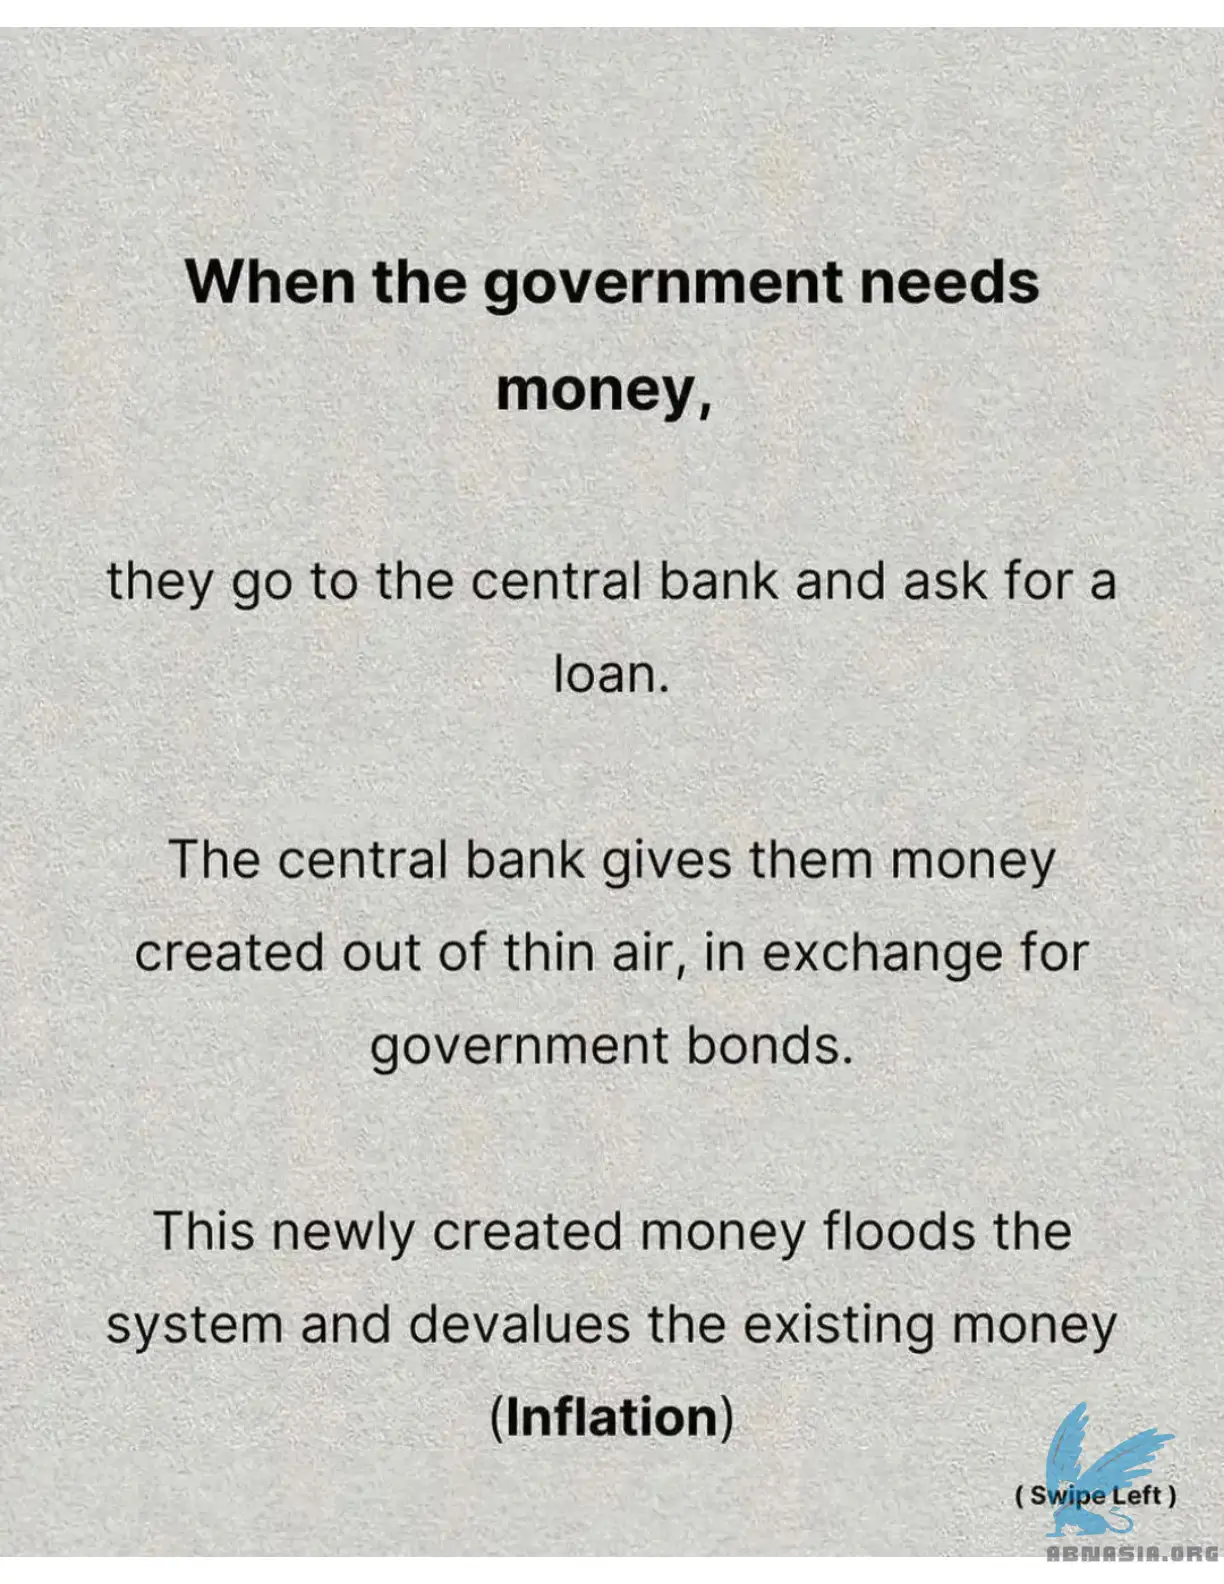 When the government needs
money,
they go to the central bank and ask for a
loan.
The central bank gives them money
created out of thin air, in exchange for
government bonds.
This newly created money floods the
system and devalues the existing money
(Inflation)
( Swipe Left )
ABNASIA.ORG